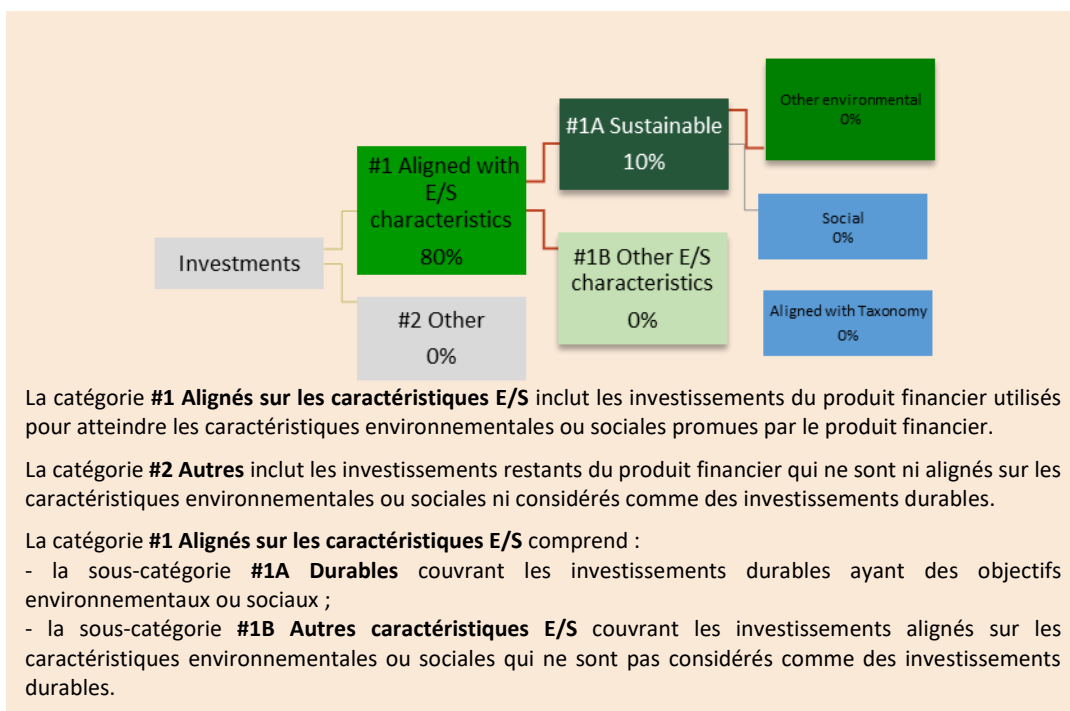 Investments
#1 Aligned with
E/S
characteristics
80%
#2 Other
0%
#1A Sustainable
10%
#1B Other E/S
characteristics
0%
Other environmental
0%
Social
0%
Aligned with Taxonomy
0%
La catégorie #1 Alignés sur les caractéristiques E/S inclut les investissements du produit financier utilisés
pour atteindre les caractéristiques environnementales ou sociales promues par le produit financier.
La catégorie #2 Autres inclut les investissements restants du produit financier qui ne sont ni alignés sur les
caractéristiques environnementales ou sociales ni considérés comme des investissements durables.
La catégorie #1 Alignés sur les caractéristiques E/S comprend :
- la sous-catégorie #1A Durables couvrant les investissements durables ayant des objectifs
environnementaux ou sociaux ;
- la sous-catégorie #1B Autres caractéristiques E/S couvrant les investissements alignés sur les
caractéristiques environnementales ou sociales qui ne sont pas considérés comme des investissements
durables.